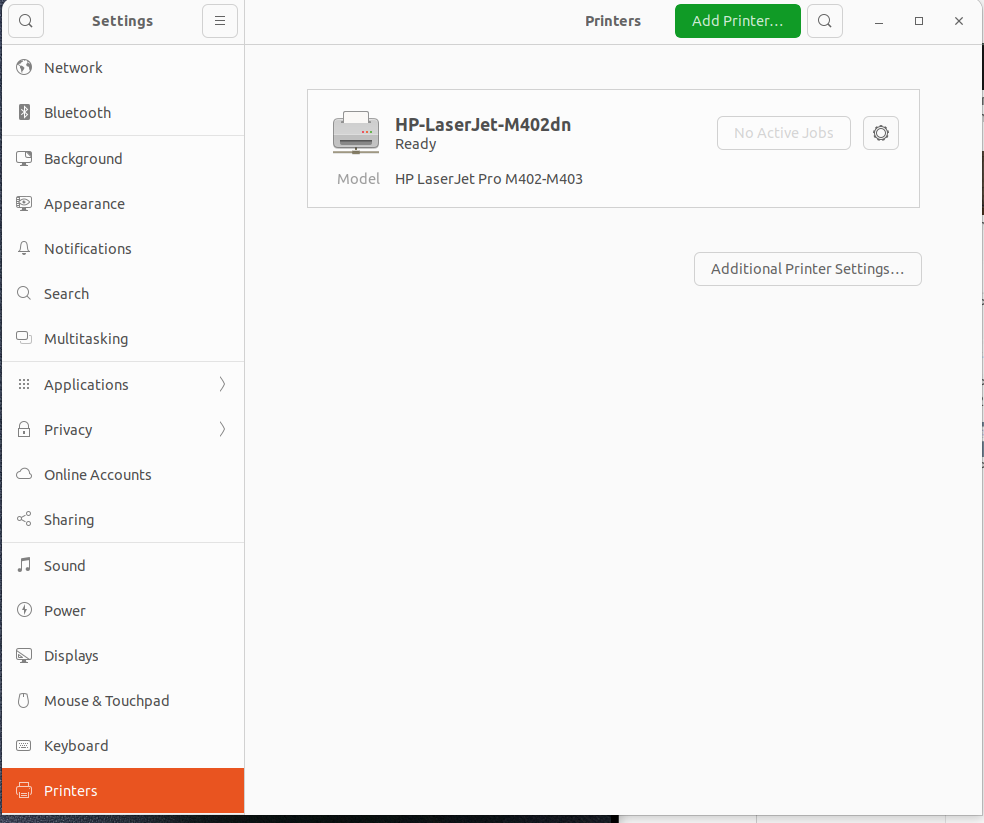 Settings
Printers
Add Printer…
Network
Bluetooth
Background
Appearance
Notifications
Search
Multitasking
Applications
Privacy
Online Accounts
Sharing
Sound
Power
Displays
Mouse & Touchpad
Keyboard
Printers
HP-LaserJet-M402dn
Ready
No Active Jobs
Model HP LaserJet Pro M402-M403
Additional Printer Settings…